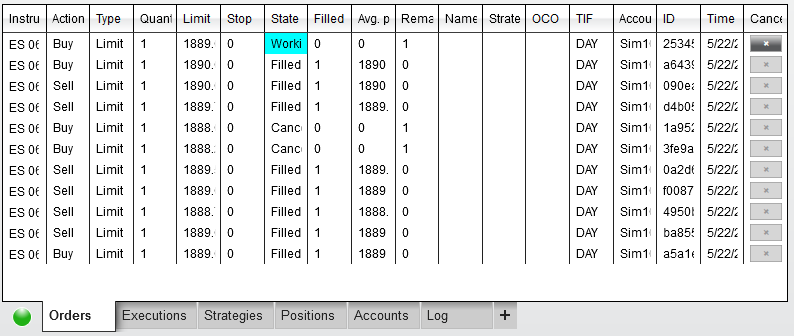 Instru Action Type Quant Limit Stop State Filled Avg. p Rema Name Strate OCO TIF Accou ID Time Cance
ES 06 Buy Limit 1 1889. 0 Worki 0 0 1 DAY Sim1 25345 5/22/2
ES 06 Buy Limit 1 1890. 0 Filled 1 1890 0 DAY Sim1 a6439 5/22/2
ES 06 Sell Limit 1 1890. 0 Filled 1 1890 0 DAY Sim1 090ea 5/22/2
ES 06 Sell Limit 1 1889. 0 Filled 1 1889. 0 DAY Sim1 d4b05 5/22/2
ES 06 Buy Limit 1 1888. 0 Cance 0 0 1 DAY Sim1 1a952 5/22/2
ES 06 Buy Limit 1 1888. 0 Cance 0 0 1 DAY Sim1 3fe9a 5/22/2
ES 06 Sell Limit 1 1889. 0 Filled 1 1889. 0 DAY Sim1 0a2d6 5/22/2
ES 06 Sell Limit 1 1889. 0 Filled 1 1889 0 DAY Sim1 f0087 5/22/2
ES 06 Sell Limit 1 1888. 0 Filled 1 1888. 0 DAY Sim1 4950b 5/22/2
ES 06 Sell Limit 1 1889. 0 Filled 1 1889 0 DAY Sim1 ba855 5/22/2
ES 06 Buy Limit 1 1889. 0 Filled 1 1889 0 DAY Sim1 a5a1e 5/22/2
Orders Executions Strategies Positions Accounts Log +